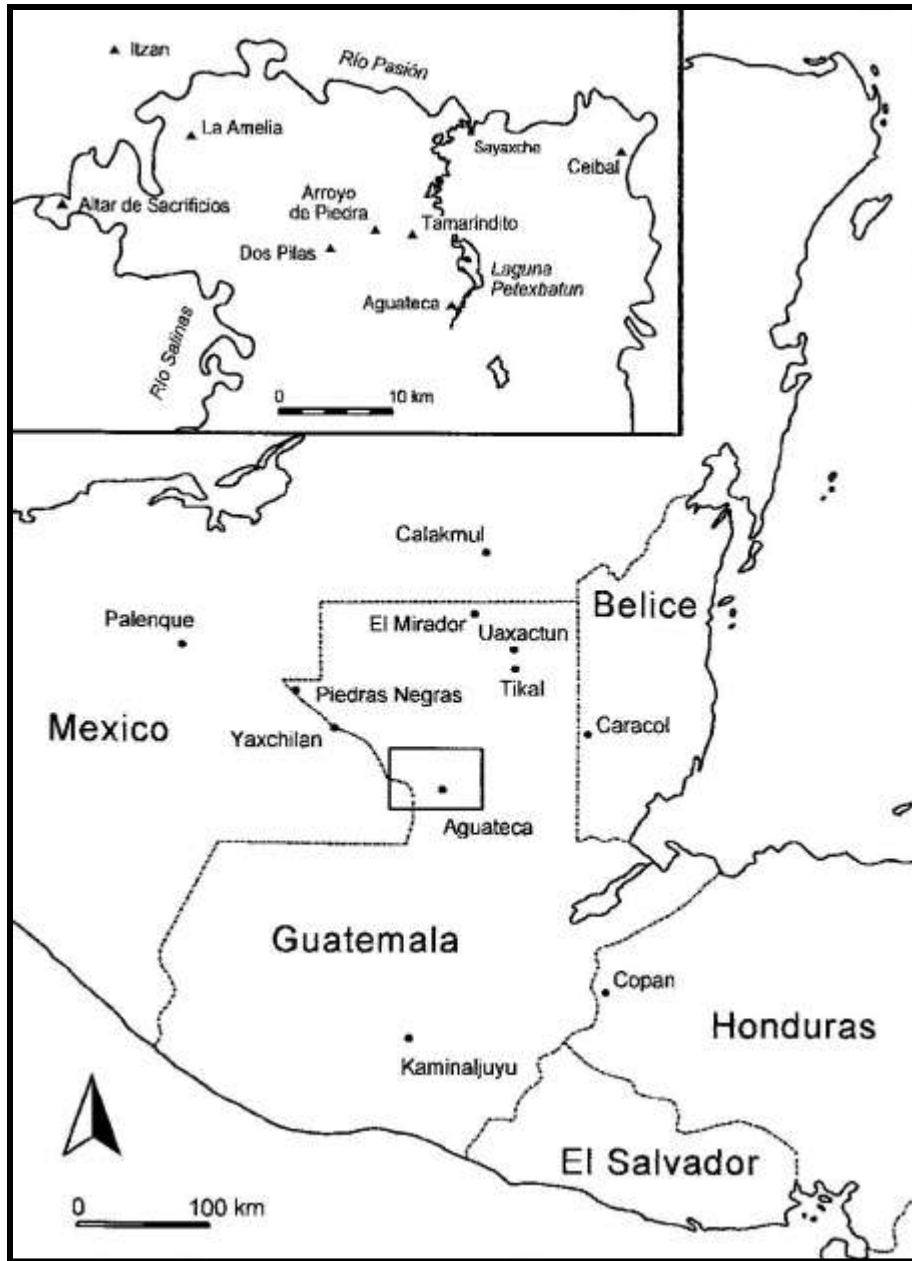 Itzan
Río Pasión
La Amelia
Sayaxche
Ceibal
Altar de Sacrificios
Arroyo
de Piedra
Tamarindito
Dos Pilas
Laguna
Petexbatun
Aguateca
Río Salinas
0 10 km
Calakmul
Belice
Palenque
El Mirador
Uaxactun
Tikal
Piedras Negras
Mexico
Yaxchilan
Caracol
Aguateca
Guatemala
Copan
Honduras
Kaminaljuyu
El Salvador
0 100 km